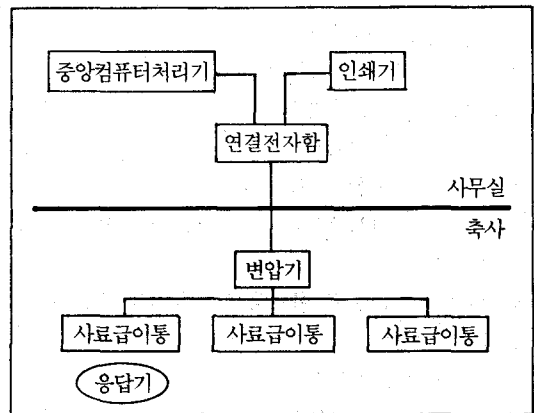 중앙컴퓨터처리기 인쇄기
연결전자함
사무실
축사
변압기
사료급이통 사료급이통 사료급이통
응답기